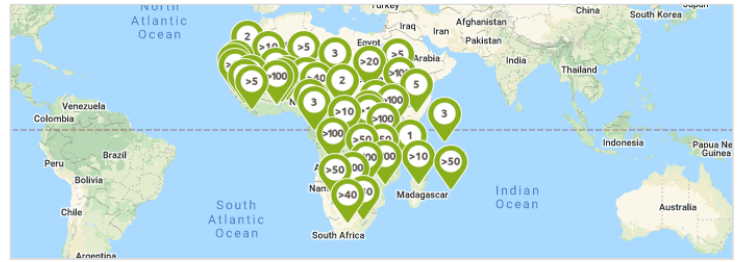 North
Atlantic
Ocean
Turkey
Iraq
Iran
Afghanistan
Pakistan
China
South Korea
Japan
Egypt
Arabia
India
Thailand
2
>10
>5
3
>20
>5
>5
>100
>40
2
5
3
>10
>100
3
>100
>100
1
>50
>10
>50
>50
>40
Venezuela
Colombia
Peru
Brazil
Bolivia
Chile
Argentina
South
Atlantic
Ocean
Madagascar
South Africa
Indian
Ocean
Indonesia
Papua Ne
Guinea
Australia